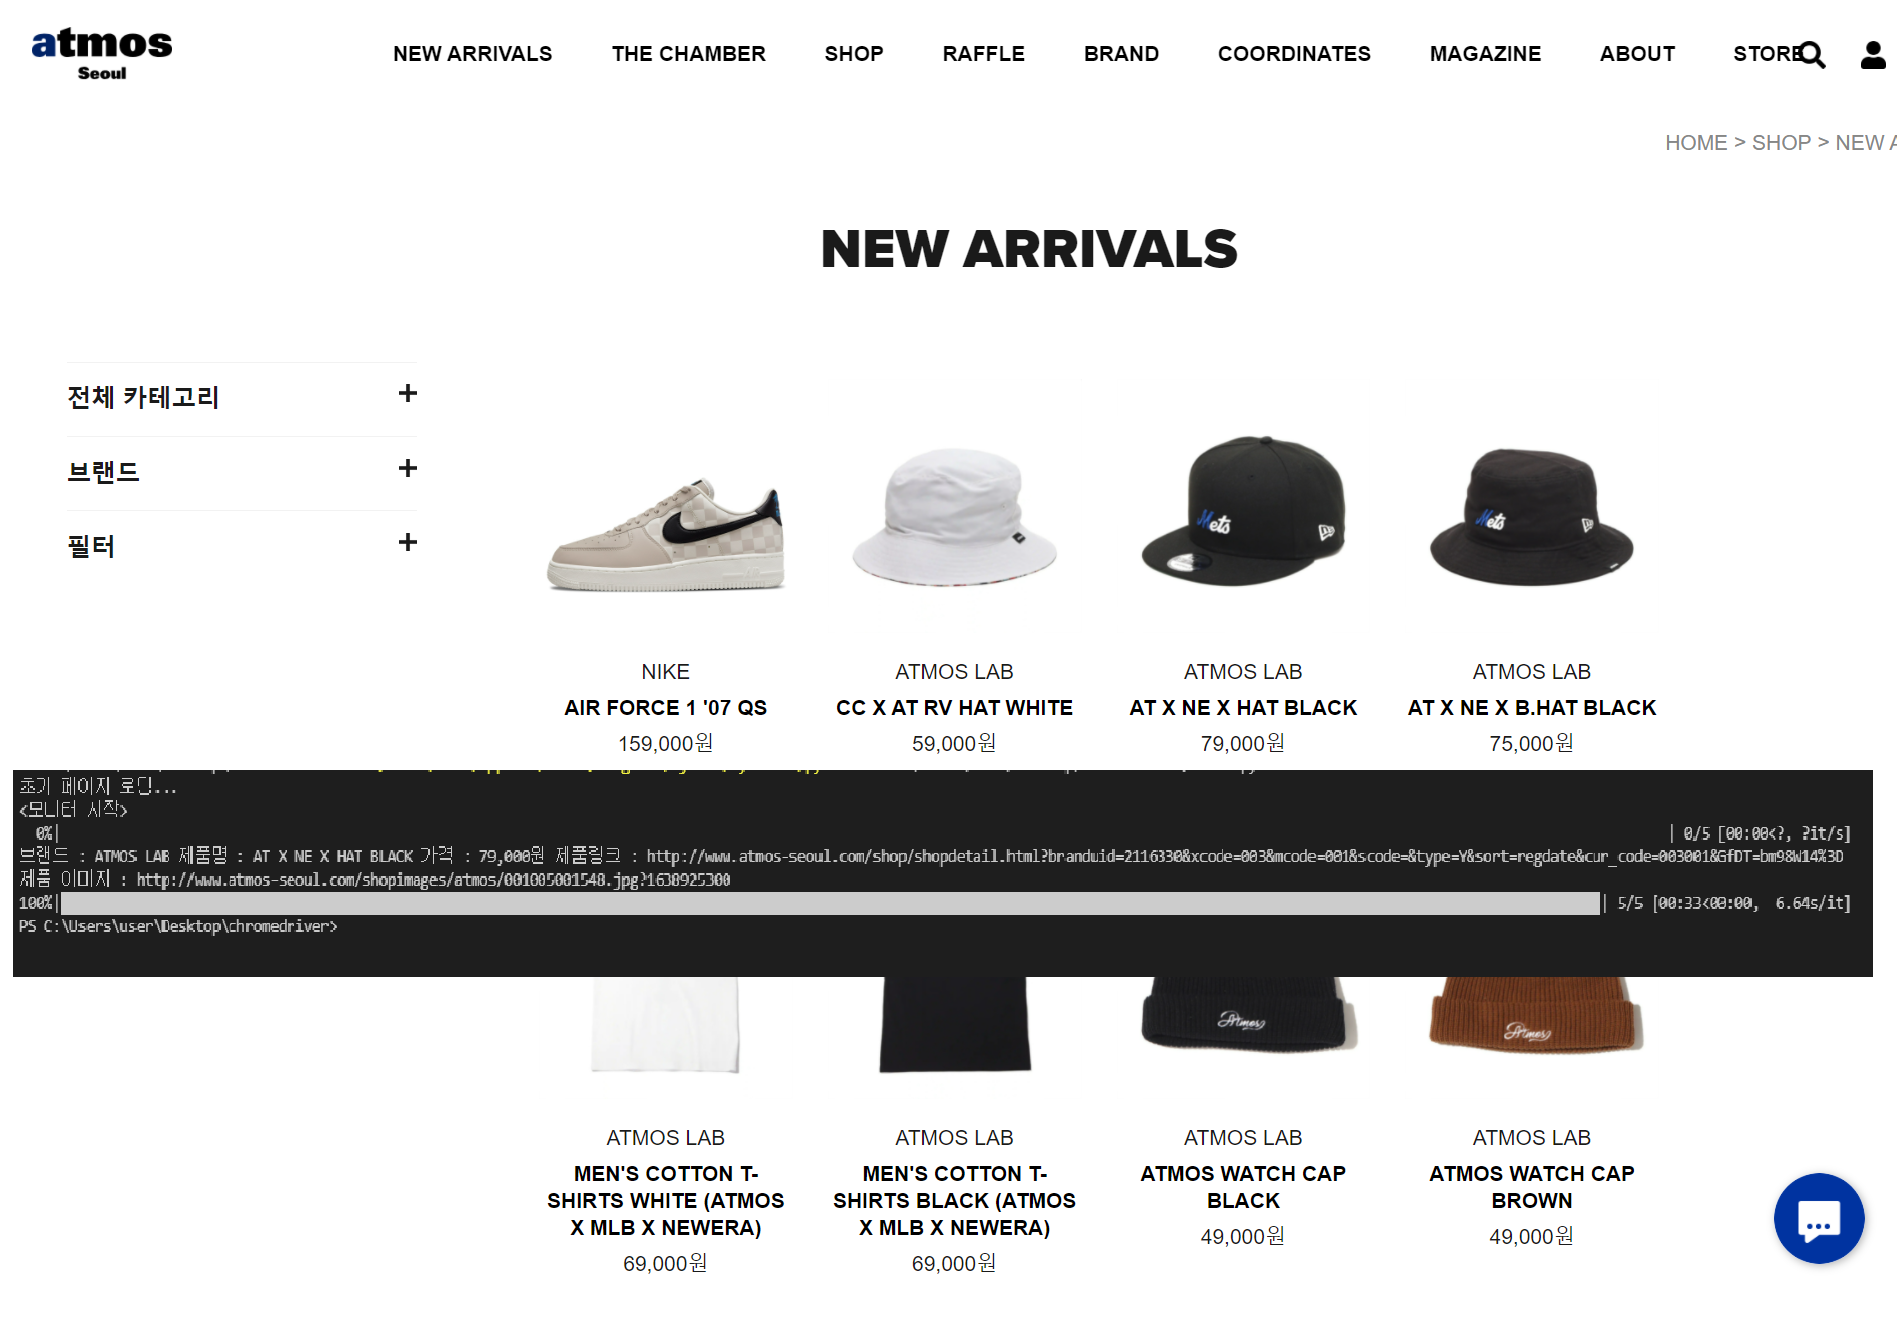 atmos
Seoul
NEW ARRIVALS THE CHAMBER SHOP RAFFLE BRAND COORDINATES MAGAZINE ABOUT STORE
HOME > SHOP > NEW A
NEW ARRIVALS
전체 카테고리
브랜드
필터
Mets
Mets
NIKE
AIR FORCE 1 '07 QS
159,000원
ATMOS LAB
CC X AT RV HAT WHITE
59,000원
ATMOS LAB
AT X NE X HAT BLACK
79,000원
ATMOS LAB
AT X NE X B.HAT BLACK
75,000원
초기 페이지 로딩...
<모니터 시작>
0%| | 0/5 [00:00<?, ?it/s]
브랜드 : ATMOS LAB 제품명 : AT X NE X HAT BLACK 가격 : 79,000원 제품링크 : http://www.atmos-seoul.com/shop/shopdetail.html?branduid=2116330&xcode=003&mcode=001&scode=&type=Y&sort=regdate&cur_code=003001&GfDT=bm98W14%3D
제품 이미지 : http://www.atmos-seoul.com/shopimages/atmos/001005001548.jpg?1638925300
100%| | 5/5 [00:33<00:00, 6.64s/it]
PS C:\Users\user\Desktop\chromedriver>
Atmos
Atmos
ATMOS LAB
MEN'S COTTON T-
SHIRTS WHITE (ATMOS
X MLB X NEWERA)
69,000원
ATMOS LAB
MEN'S COTTON T-
SHIRTS BLACK (ATMOS
X MLB X NEWERA)
69,000원
ATMOS LAB
ATMOS WATCH CAP
BLACK
49,000원
ATMOS LAB
ATMOS WATCH CAP
BROWN
49,000원